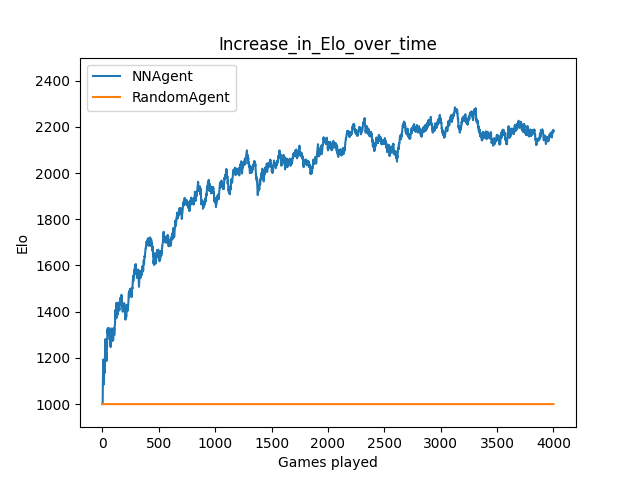 Increase_in_Elo_over_time
NNAgent
RandomAgent
2400
2200
2000
1800
1600
1400
1200
1000
Elo
0 500 1000 1500 2000 2500 3000 3500 4000
Games played